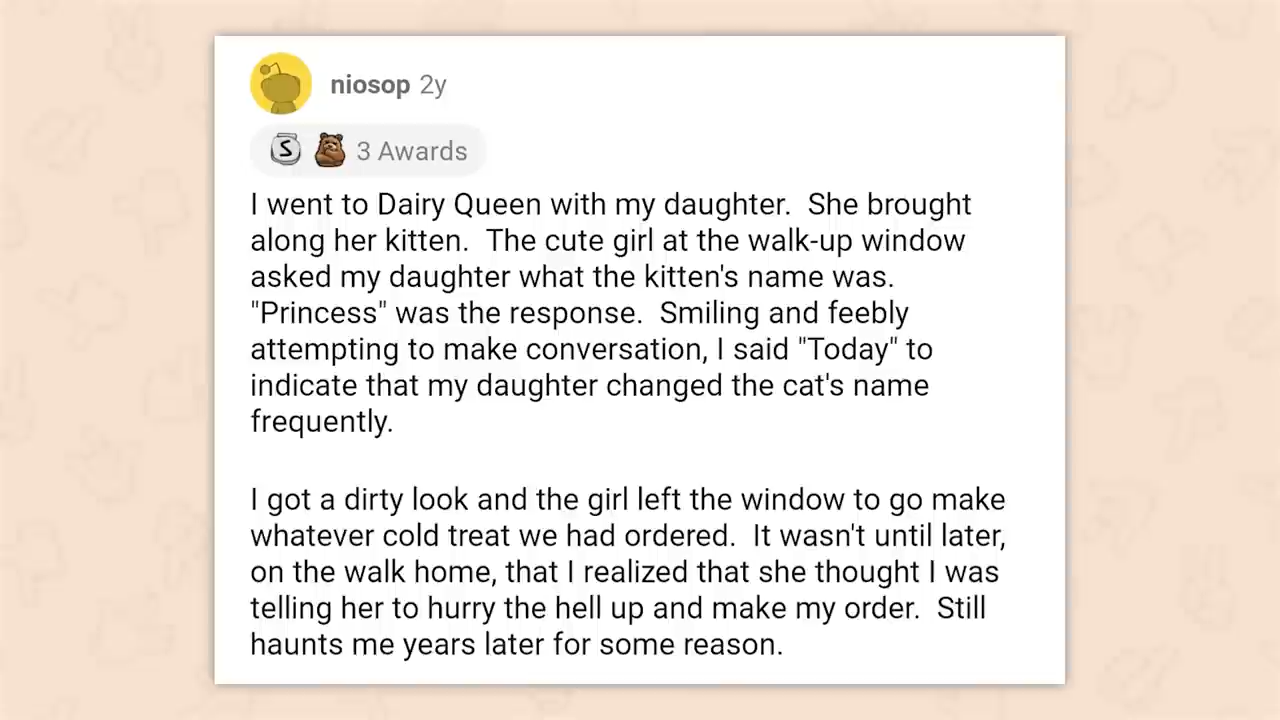 niosop 2y
S 3 Awards
I went to Dairy Queen with my daughter.  She brought
along her kitten.  The cute girl at the walk-up window
asked my daughter what the kitten's name was.
"Princess" was the response.  Smiling and feebly
attempting to make conversation, I said "Today" to
indicate that my daughter changed the cat's name
frequently.
I got a dirty look and the girl left the window to go make
whatever cold treat we had ordered.  It wasn't until later,
on the walk home, that I realized that she thought I was
telling her to hurry the hell up and make my order.  Still
haunts me years later for some reason.